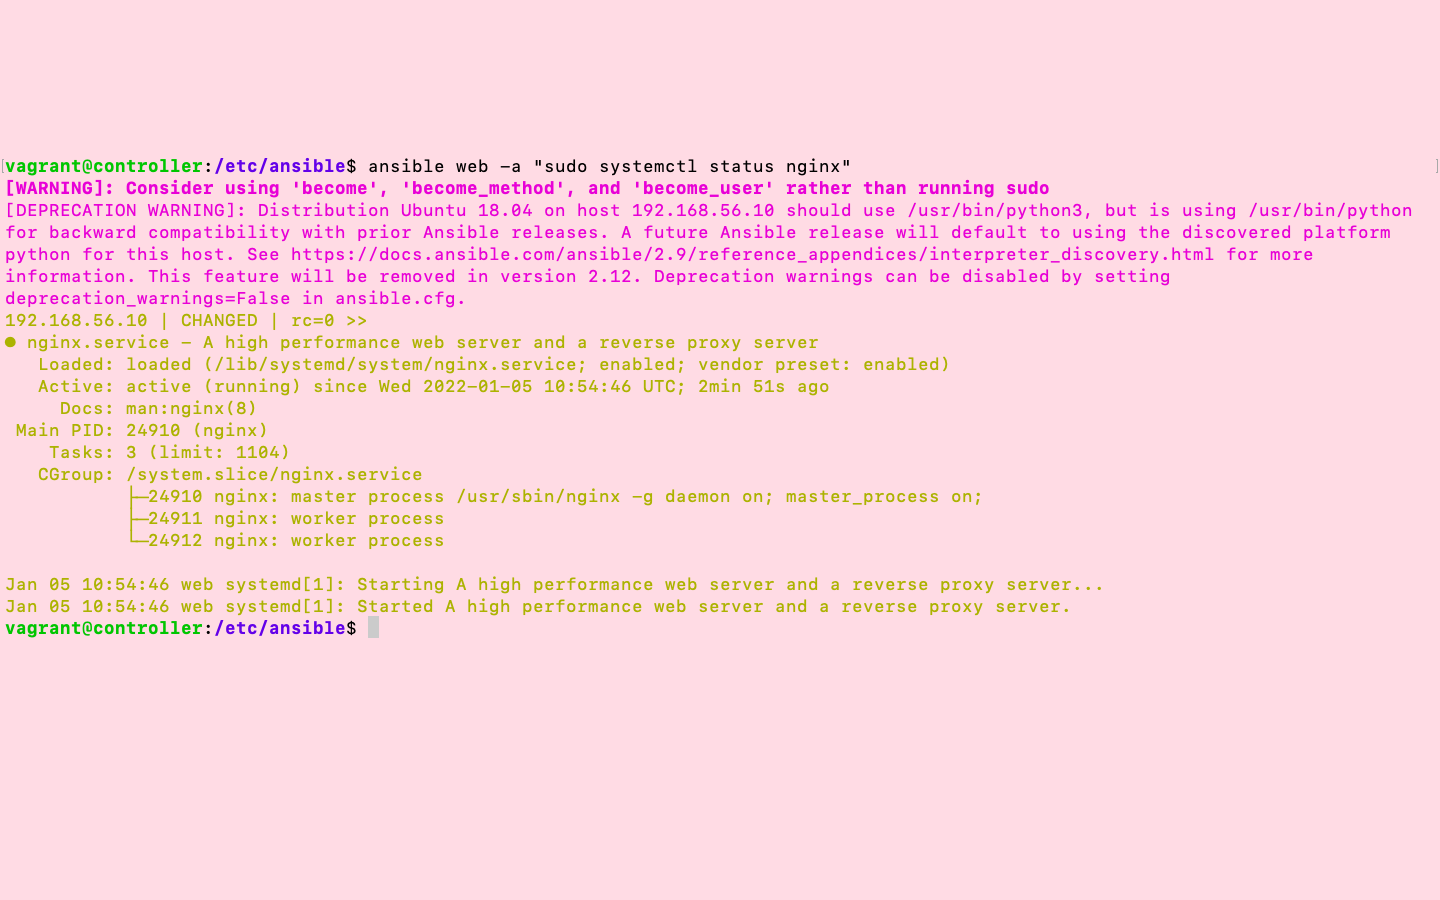 vagrant@controller:/etc/ansible$ ansible web -a "sudo systemctl status nginx"
[WARNING]: Consider using 'become', 'become_method', and 'become_user' rather than running sudo
[DEPRECATION WARNING]: Distribution Ubuntu 18.04 on host 192.168.56.10 should use /usr/bin/python3, but is using /usr/bin/python
for backward compatibility with prior Ansible releases. A future Ansible release will default to using the discovered platform
python for this host. See https://docs.ansible.com/ansible/2.9/reference_appendices/interpreter_discovery.html for more
information. This feature will be removed in version 2.12. Deprecation warnings can be disabled by setting
deprecation_warnings=False in ansible.cfg.
192.168.56.10 | CHANGED | rc=0 >>
● nginx.service - A high performance web server and a reverse proxy server
   Loaded: loaded (/lib/systemd/system/nginx.service; enabled; vendor preset: enabled)
   Active: active (running) since Wed 2022-01-05 10:54:46 UTC; 2min 51s ago
     Docs: man:nginx(8)
 Main PID: 24910 (nginx)
    Tasks: 3 (limit: 1104)
   CGroup: /system.slice/nginx.service
           ├─24910 nginx: master process /usr/sbin/nginx -g daemon on; master_process on;
           ├─24911 nginx: worker process
           └─24912 nginx: worker process
Jan 05 10:54:46 web systemd[1]: Starting A high performance web server and a reverse proxy server...
Jan 05 10:54:46 web systemd[1]: Started A high performance web server and a reverse proxy server.
vagrant@controller:/etc/ansible$